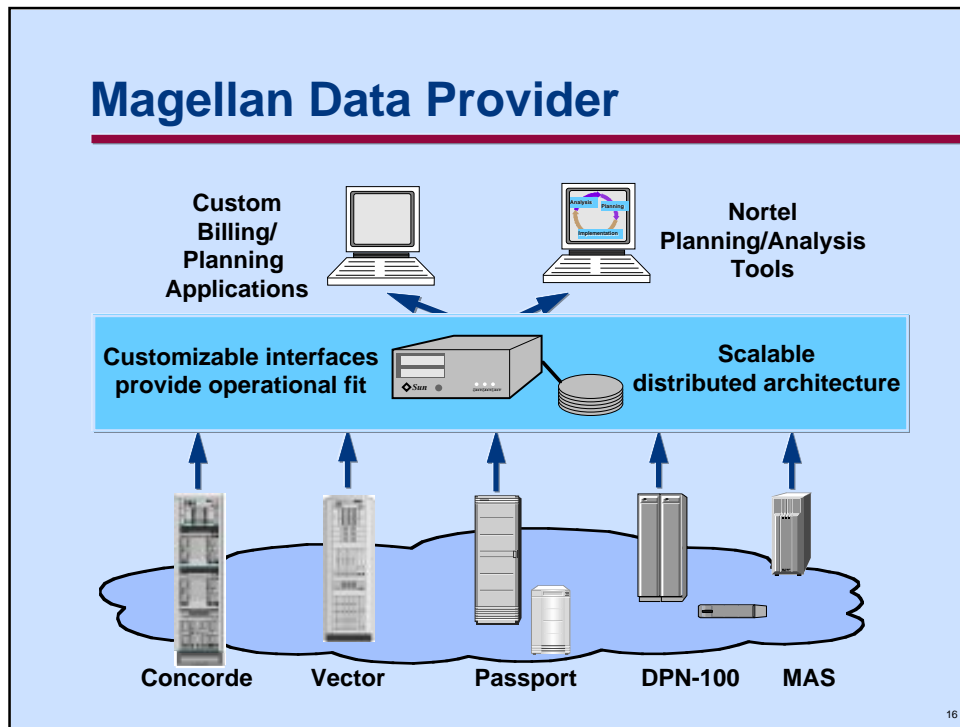 Magellan Data Provider
Custom
Billing/
Planning
Applications
Analysis
Planning
Implementation
Nortel
Planning/Analysis
Tools
Customizable interfaces
provide operational fit
Sun
Scalable
distributed architecture
Concorde
Vector
Passport
DPN-100
MAS
16